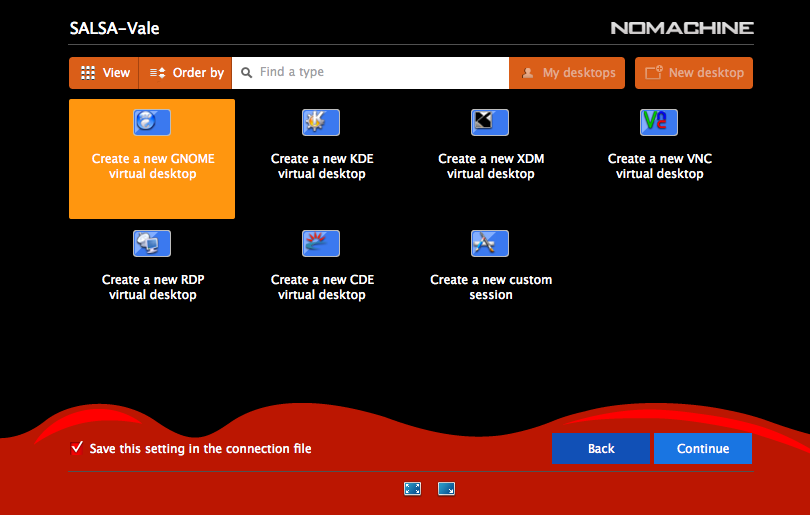 SALSA-Vale
NOMACHINE
View
Order by
Find a type
My desktops
New desktop
Create a new GNOME
virtual desktop
Create a new KDE
virtual desktop
Create a new XDM
virtual desktop
VNC
Create a new VNC
virtual desktop
Create a new RDP
virtual desktop
Create a new CDE
virtual desktop
Create a new custom
session
Save this setting in the connection file
Back
Continue